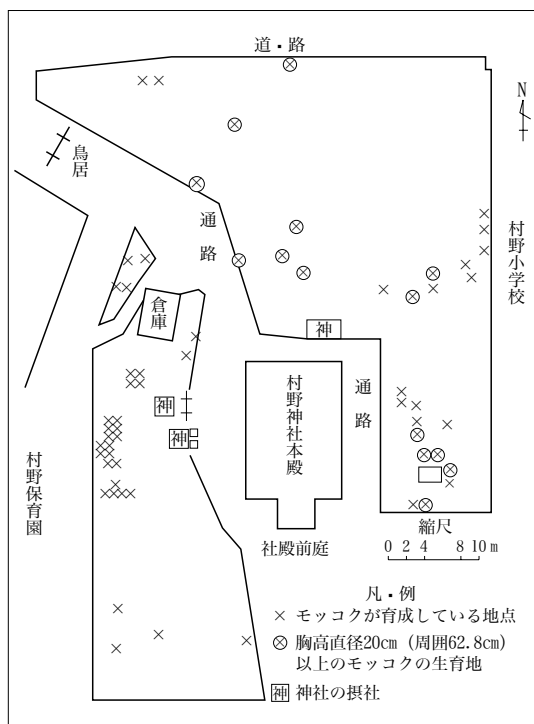 道・路
N
鳥居
通路
村野小学校
倉庫
神
神
神
村野神社本殿
通路
村野保育園
社殿前庭
縮尺
0 2 4 8 10 m
凡・例
× モッコクが育成している地点
胸高直径20cm (周囲62.8cm)
以上のモッコクの生育地
神 神社の摂社